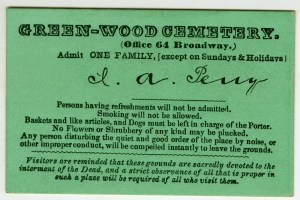 GREEN-WOOD CEMETERY.
(Office 64 Broadway.)
Admit ONE FAMILY, (except on Sundays & Holidays)
I. A. Perry
Persons having refreshments will not be admitted.
Smoking will not be allowed.
Baskets and like articles, and Dogs must be left in charge of the Porter.
No Flowers or Shrubbery of any kind may be plucked.
Any person disturbing the quiet and good order of the place by noise, or
other improper conduct, will be compelled instantly to leave the grounds.
Visitors are reminded that these grounds are sacredly devoted to the
interment of the Dead, and a strict observance of all that is proper in
such a place will be required of all who visit them.